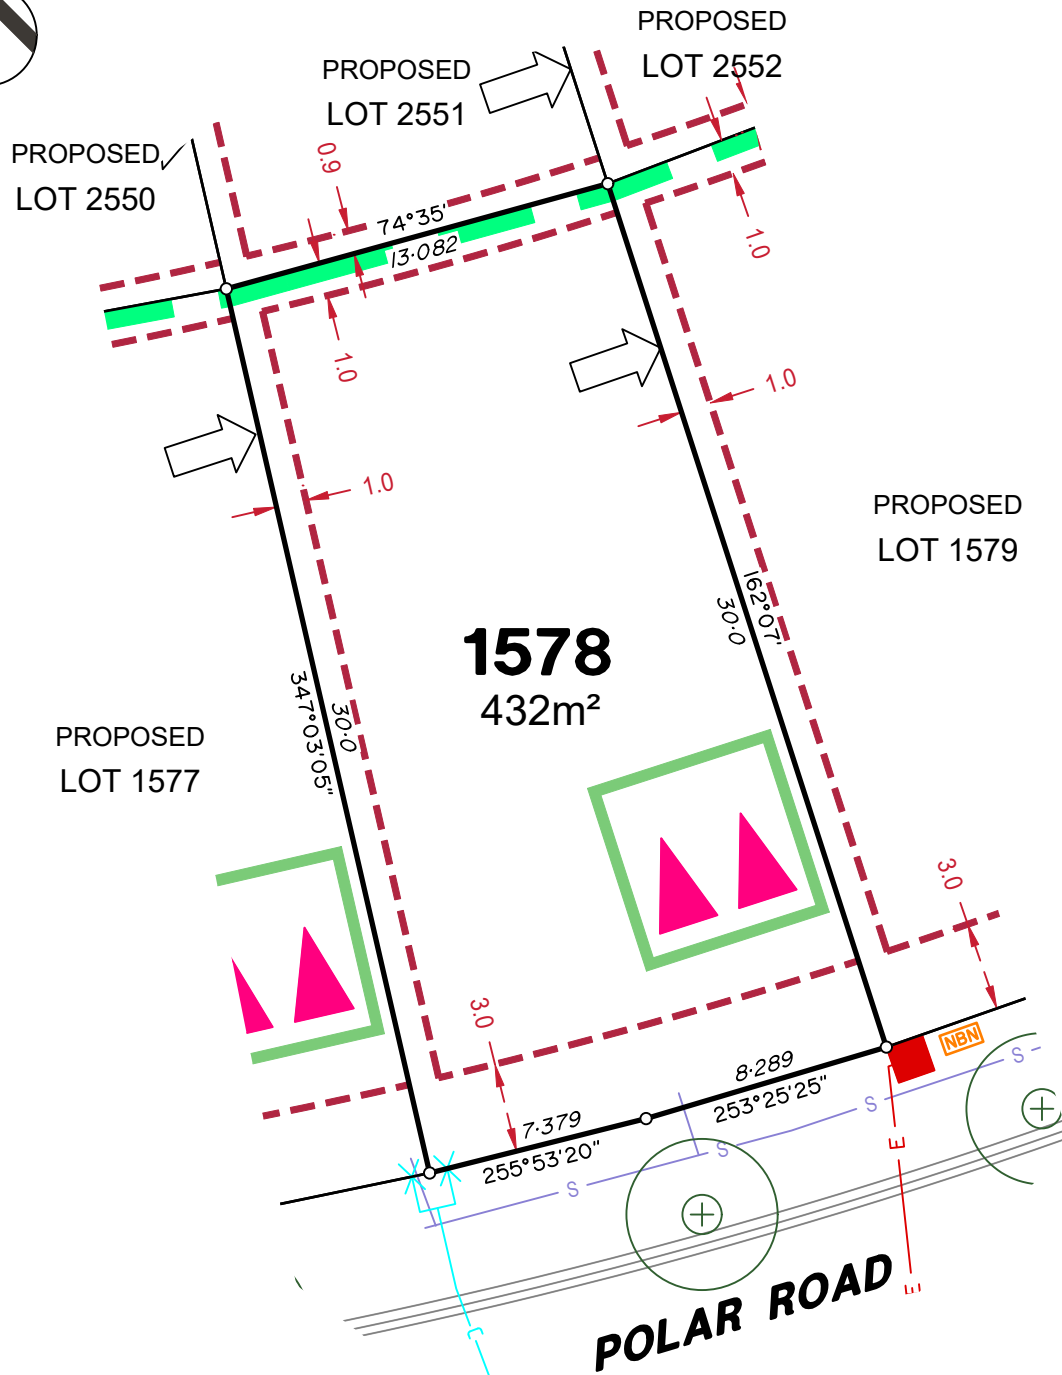 PROPOSED
LOT 2552
PROPOSED
LOT 2551
PROPOSED
LOT 2550
0.9
74°35'
13·082
1.0
1.0
1.0
1.0
PROPOSED
LOT 1579
162°07'
30·0
1578
432m²
347°03'05"
30·0
PROPOSED
LOT 1577
3.0
3.0
NBN
8·289
253°25'25"
7·379
255°53'20"
S
S
S
S
E
E
C
POLAR ROAD